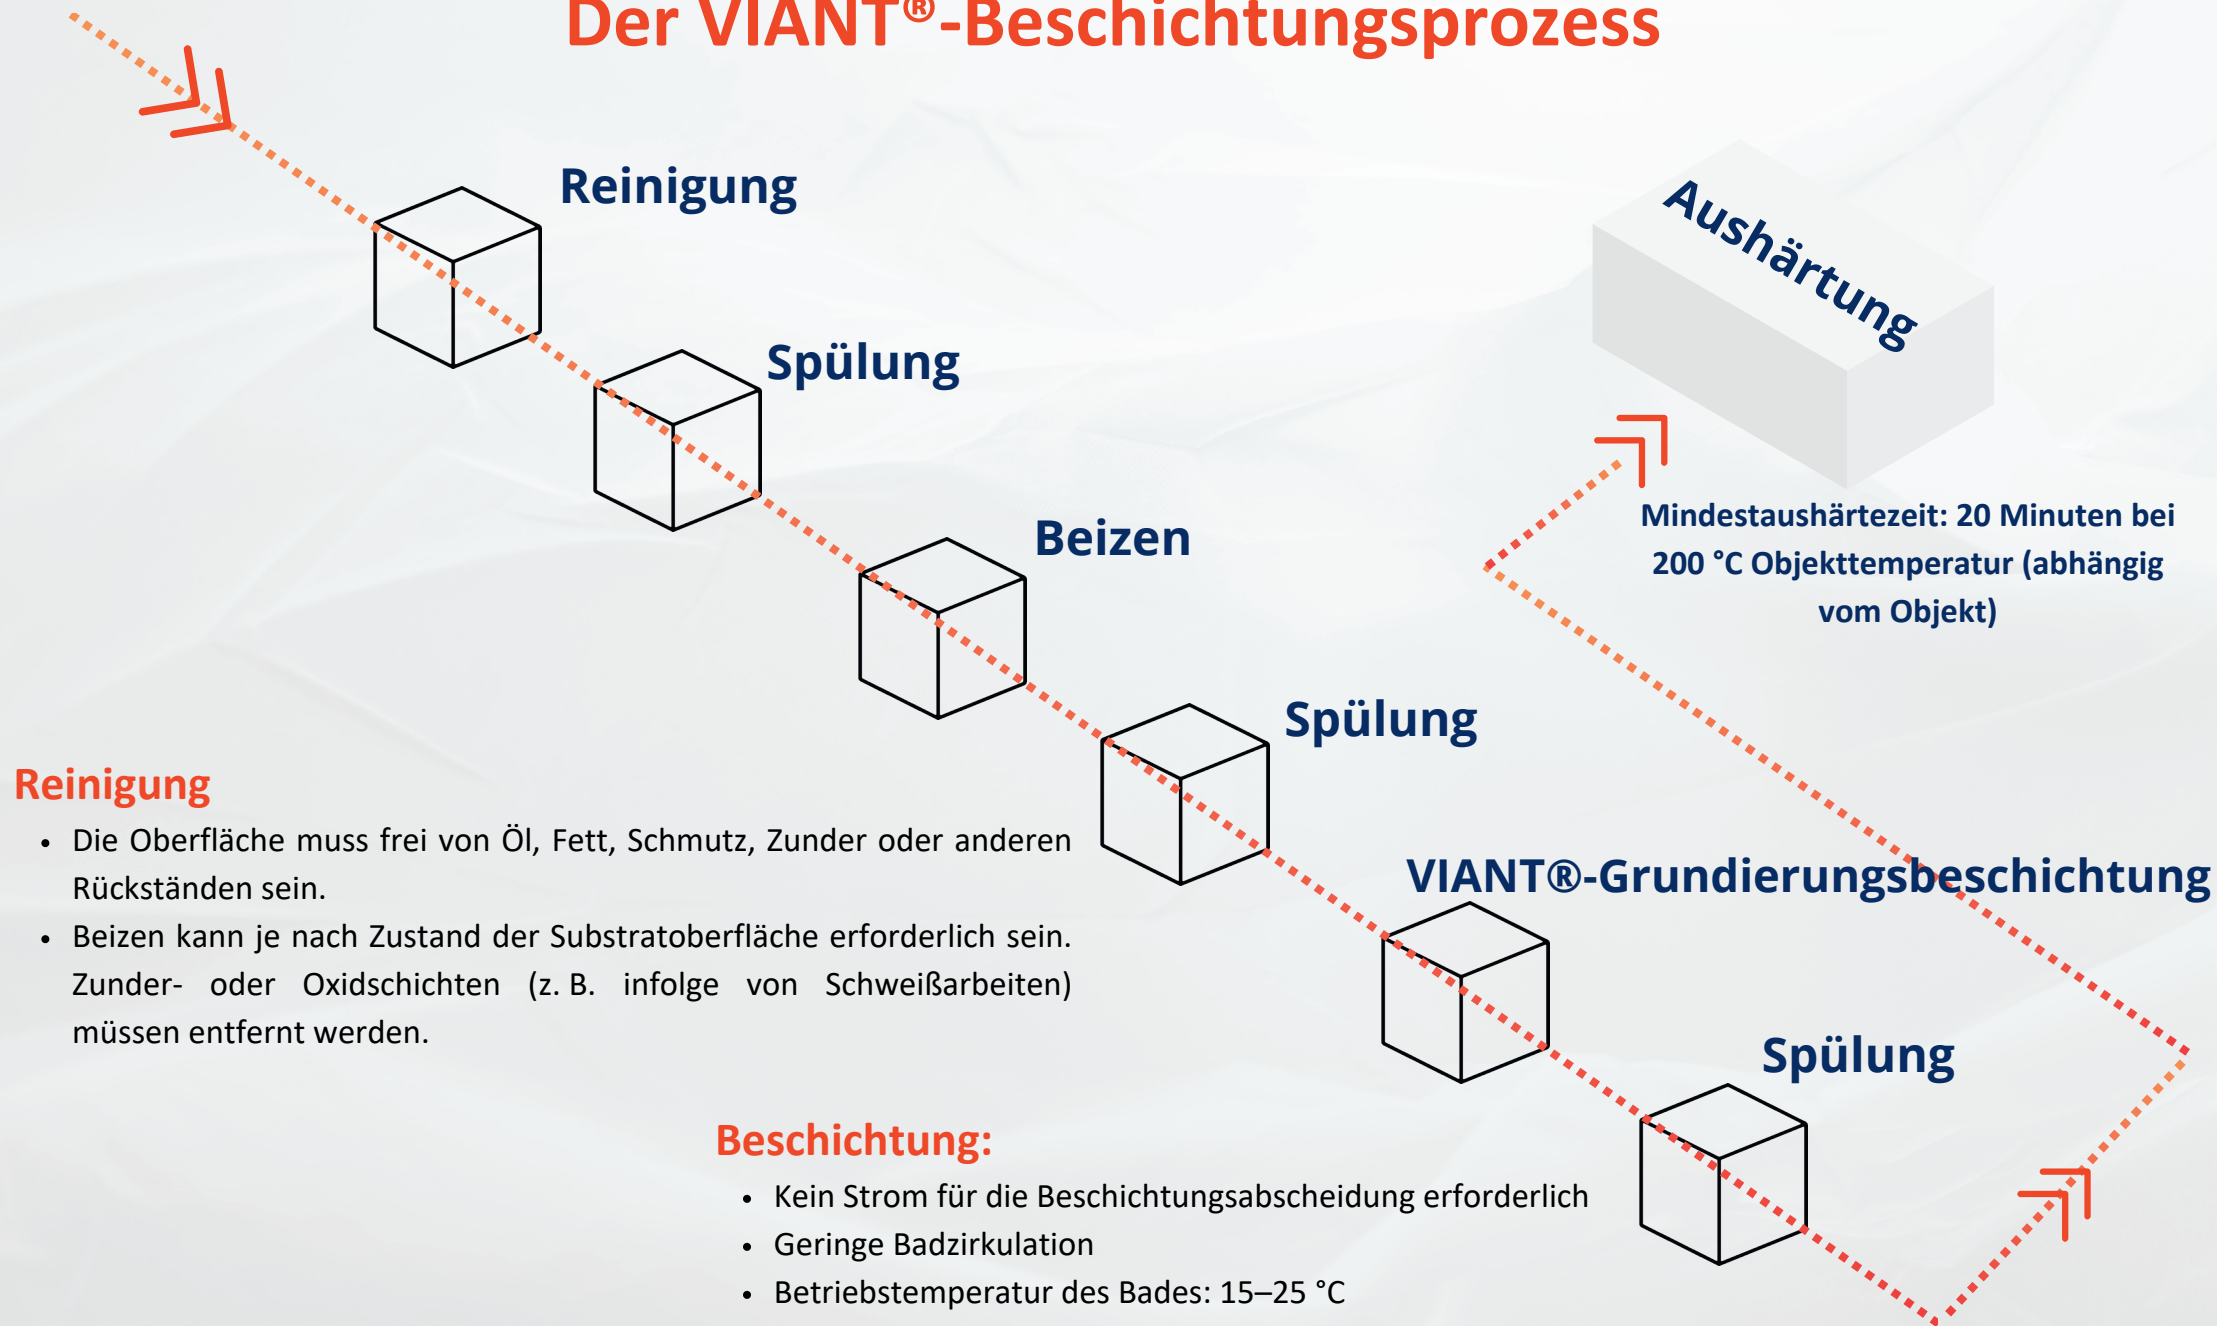 Der VIANT®-Beschichtungsprozess
Reinigung
Spülung
Beizen
Spülung
VIANT®-Grundierungsbeschichtung
Spülung
Aushärtung
Mindestaushärtezeit: 20 Minuten bei
200 °C Objekttemperatur (abhängig
vom Objekt)
Reinigung
• Die Oberfläche muss frei von Öl, Fett, Schmutz, Zunder oder anderen
Rückständen sein.
• Beizen kann je nach Zustand der Substratoberfläche erforderlich sein.
Zunder- oder Oxidschichten (z. B. infolge von Schweißarbeiten)
müssen entfernt werden.
Beschichtung:
• Kein Strom für die Beschichtungsabscheidung erforderlich
• Geringe Badzirkulation
• Betriebstemperatur des Bades: 15–25 °C